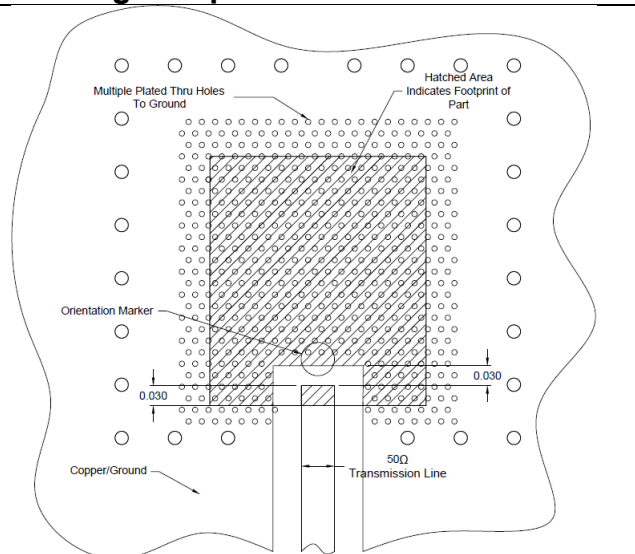 Multiple Plated Thru Holes
To Ground
Hatched Area
Indicates Footprint of
Part
Orientation Marker
0.030
0.030
50Ω
Transmission Line
Copper/Ground